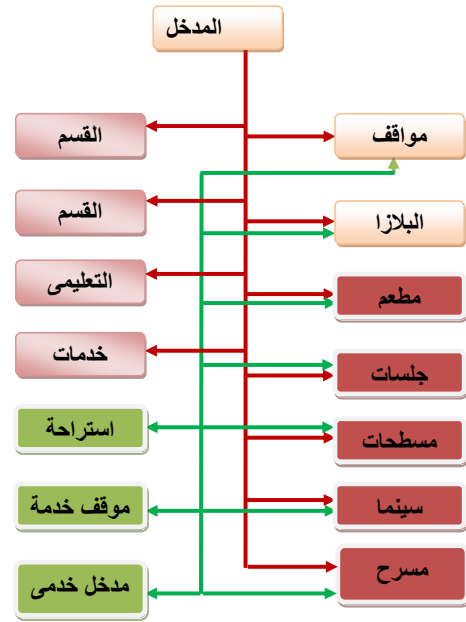 المدخل
مواقف
القسم
البلازا
القسم
مطعم
التعليمى
جلسات
خدمات
مسطحات
استراحة
سينما
موقف خدمة
مسرح
مدخل خدمى